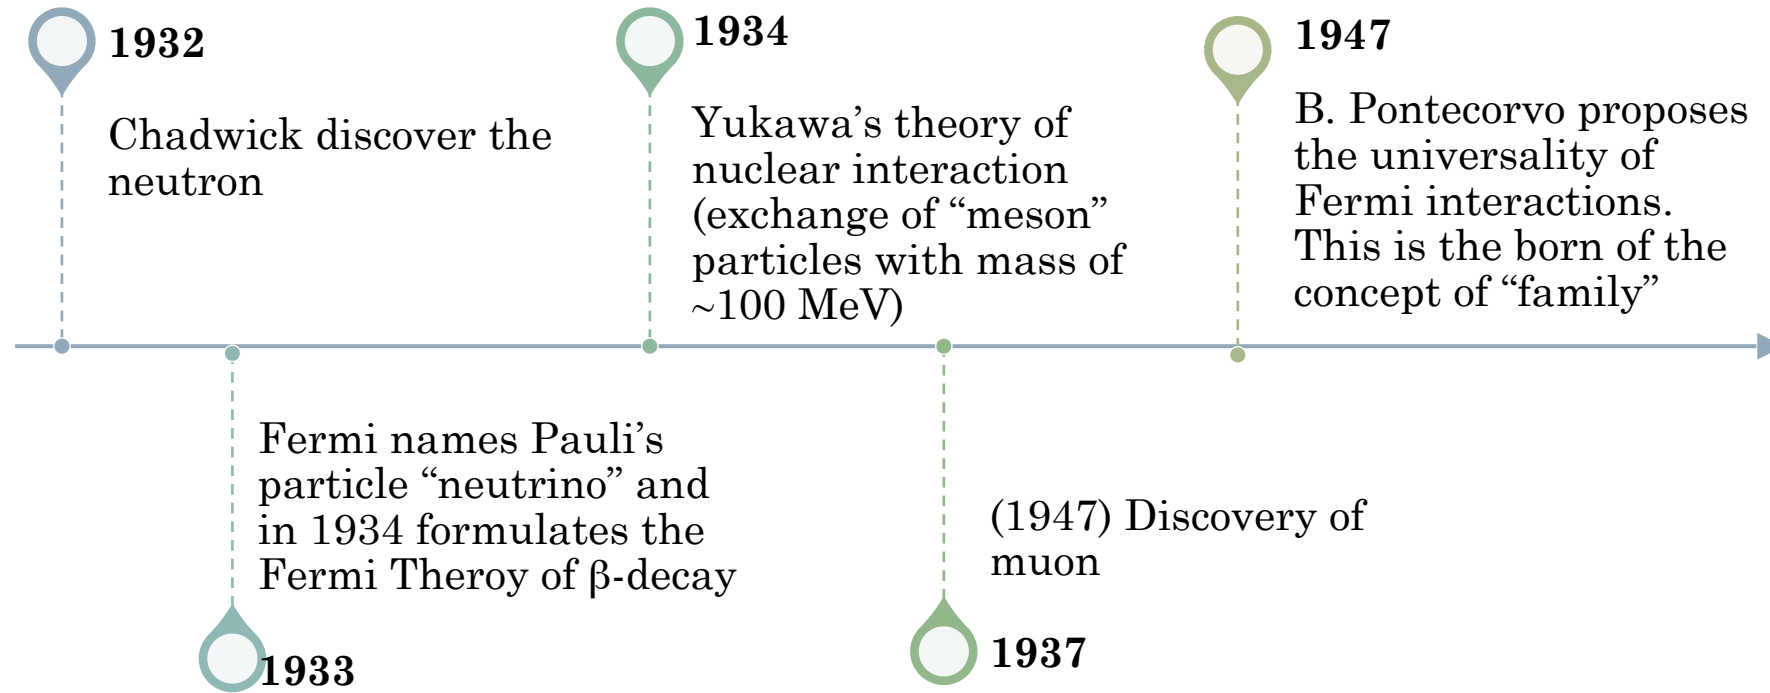 1932
Chadwick discover the
neutron
Fermi names Pauli’s
particle “neutrino” and
in 1934 formulates the
Fermi Theroy of β-decay
1933
1934
Yukawa’s theory of
nuclear interaction
(exchange of “meson”
particles with mass of
~100 MeV)
(1947) Discovery of
muon
1937
1947
B. Pontecorvo proposes
the universality of
Fermi interactions.
This is the born of the
concept of “family”